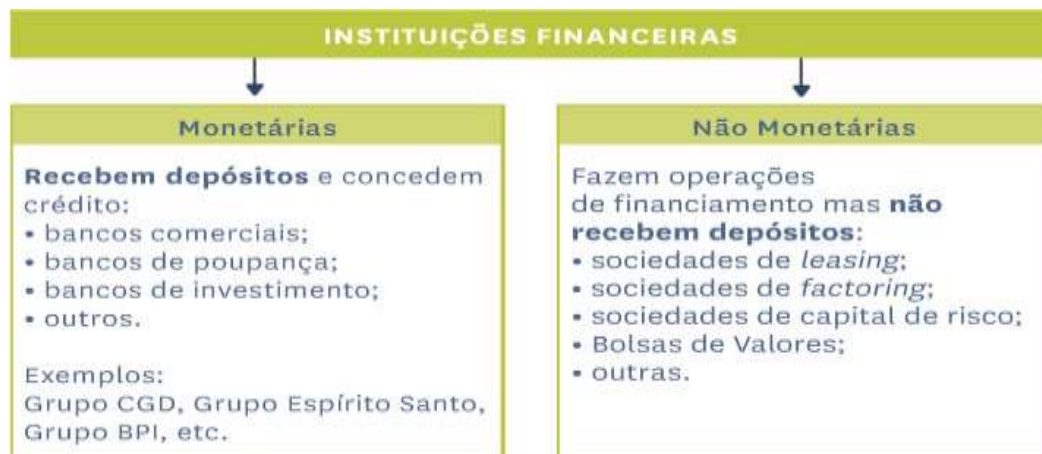 INSTITUIÇÕES FINANCEIRAS
Monetárias
Recebem depósitos e concedem
crédito:
• bancos comerciais;
• bancos de poupança;
• bancos de investimento;
• outros.
Exemplos:
Grupo CGD, Grupo Espírito Santo,
Grupo BPI, etc.
Não Monetárias
Fazem operações
de financiamento mas não
recebem depósitos:
• sociedades de leasing;
• sociedades de factoring;
• sociedades de capital de risco;
• Bolsas de Valores;
• outras.